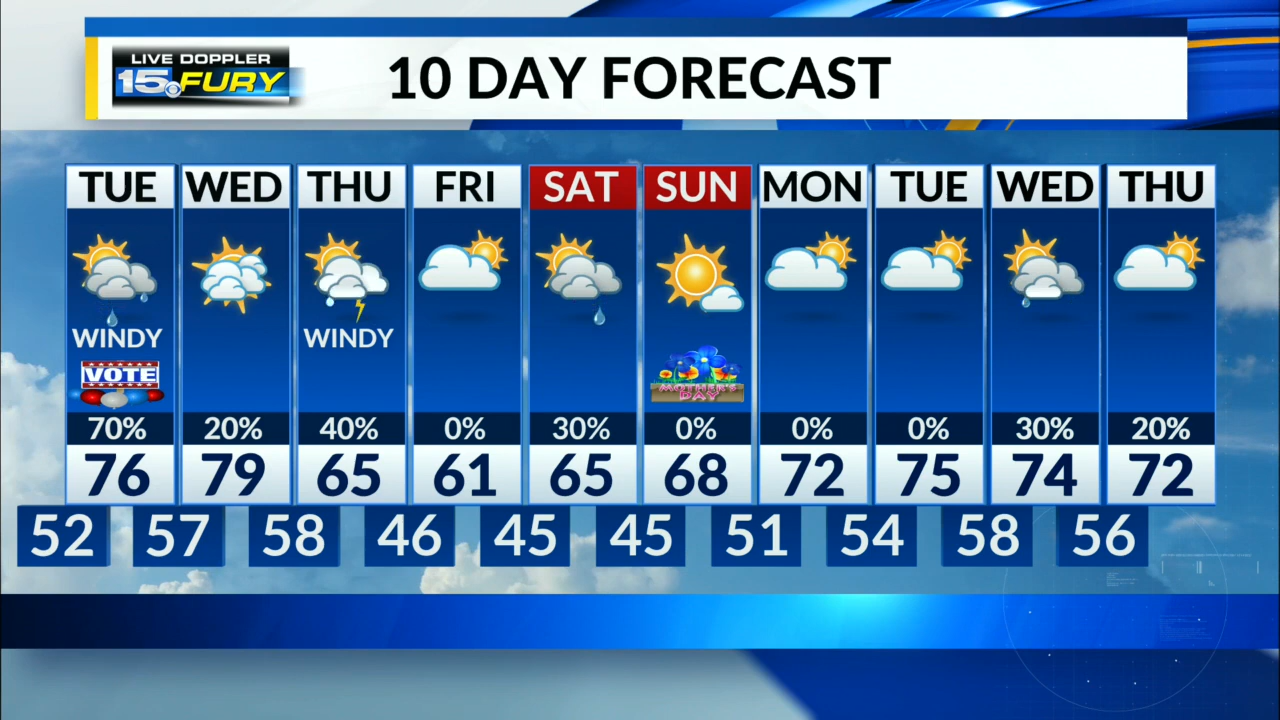 LIVE DOPPLER
15 FURY
10 DAY FORECAST
TUE WED THU FRI SAT SUN MON TUE WED THU
WINDY WINDY
VOTE
MOTHER'S
DAY
70% 20% 40% 0% 30% 0% 0% 0% 30% 20%
76 79 65 61 65 68 72 75 74 72
52 57 58 46 45 45 51 54 58 56